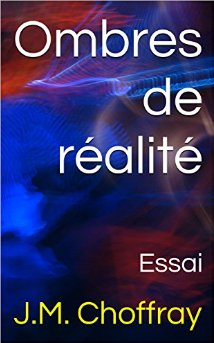 Ombres
de
réalité
Essai
J.M. Choffray